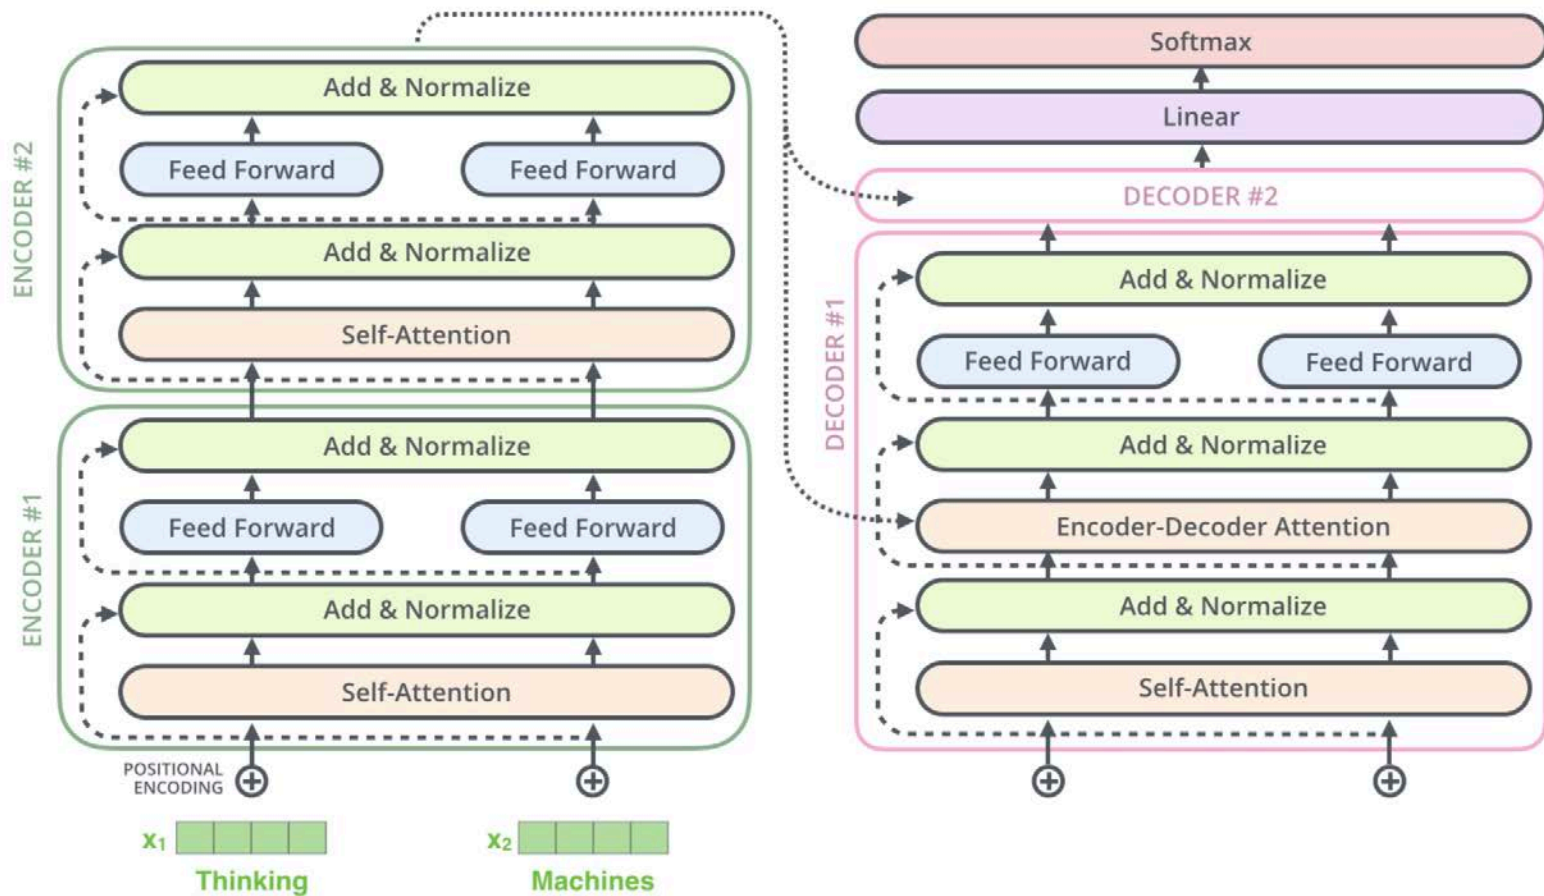 ENCODER #2
Add & Normalize
Feed Forward
Feed Forward
Add & Normalize
Self-Attention
ENCODER #1
Add & Normalize
Feed Forward
Feed Forward
Add & Normalize
Self-Attention
POSITIONAL
ENCODING
x₁
x₂
Thinking
Machines
Softmax
Linear
DECODER #2
DECODER #1
Add & Normalize
Feed Forward
Feed Forward
Add & Normalize
Encoder-Decoder Attention
Add & Normalize
Self-Attention